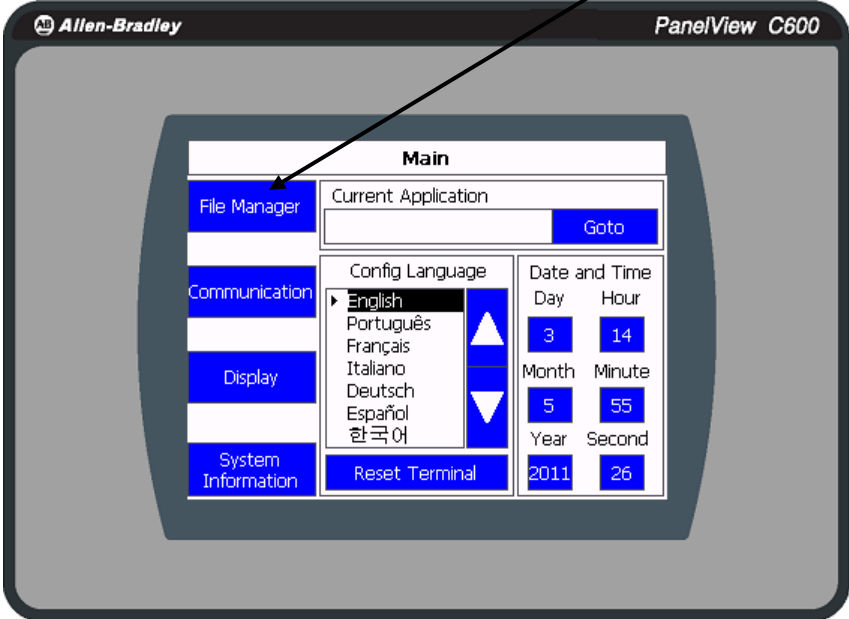 AB Allen-Bradley
PanelView C600
Main
File Manager
Communication
Display
System
Information
Current Application
Goto
Config Language
English
Português
Français
Italiano
Deutsch
Español
한국어
Reset Terminal
Date and Time
Day Hour
3 14
Month Minute
5 55
Year Second
2011 26